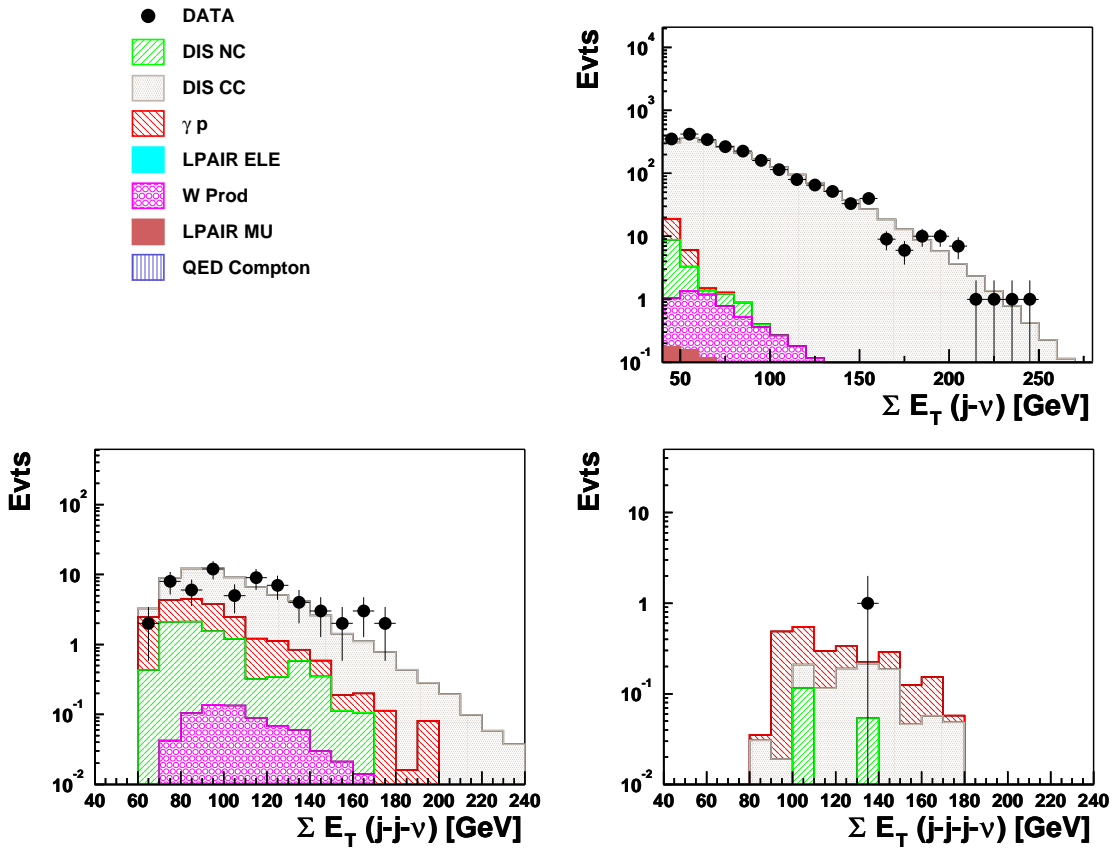 DATA
DIS NC
DIS CC
γ p
LPAIR ELE
W Prod
LPAIR MU
QED Compton
Evts
10⁴
10³
10²
10
1
10⁻¹
50 100 150 200 250
Σ E_T (j-ν) [GeV]
Evts
10²
10
1
10⁻¹
10⁻²
40 60 80 100 120 140 160 180 200 220 240
Σ E_T (j-j-ν) [GeV]
Evts
10
1
10⁻¹
10⁻²
40 60 80 100 120 140 160 180 200 220 240
Σ E_T (j-j-j-ν) [GeV]